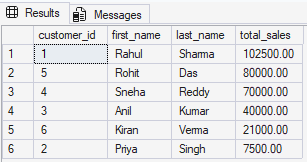 Results Messages
customer_id first_name last_name total_sales
1 1 Rahul Sharma 102500.00
2 5 Rohit Das 80000.00
3 4 Sneha Reddy 70000.00
4 3 Anil Kumar 40000.00
5 6 Kiran Verma 21000.00
6 2 Priya Singh 7500.00